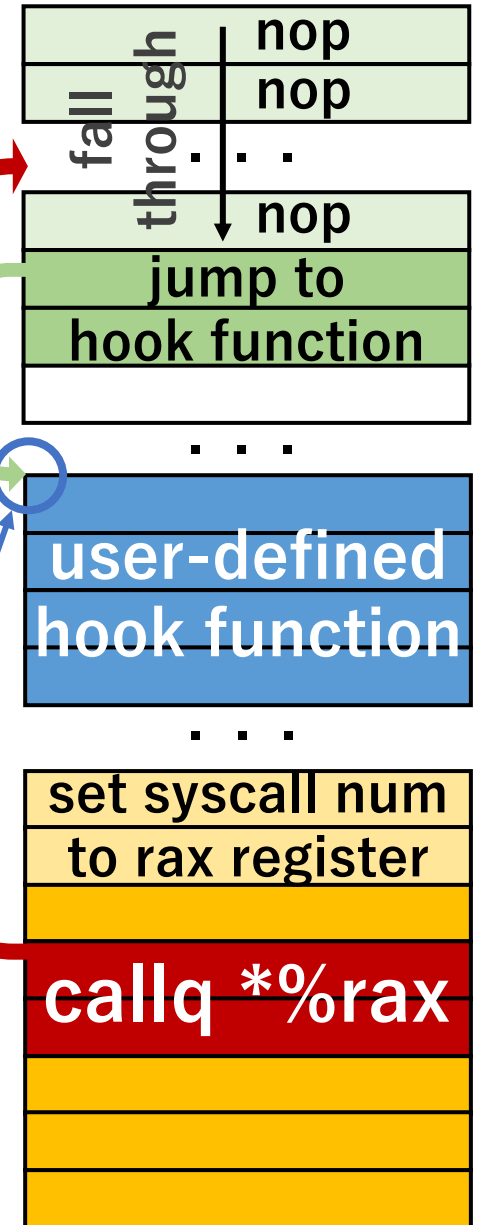 nop
nop
fall
through
. . .
nop
jump to
hook function
. . .
user-defined
hook function
. . .
set syscall num
to rax register
callq *%rax